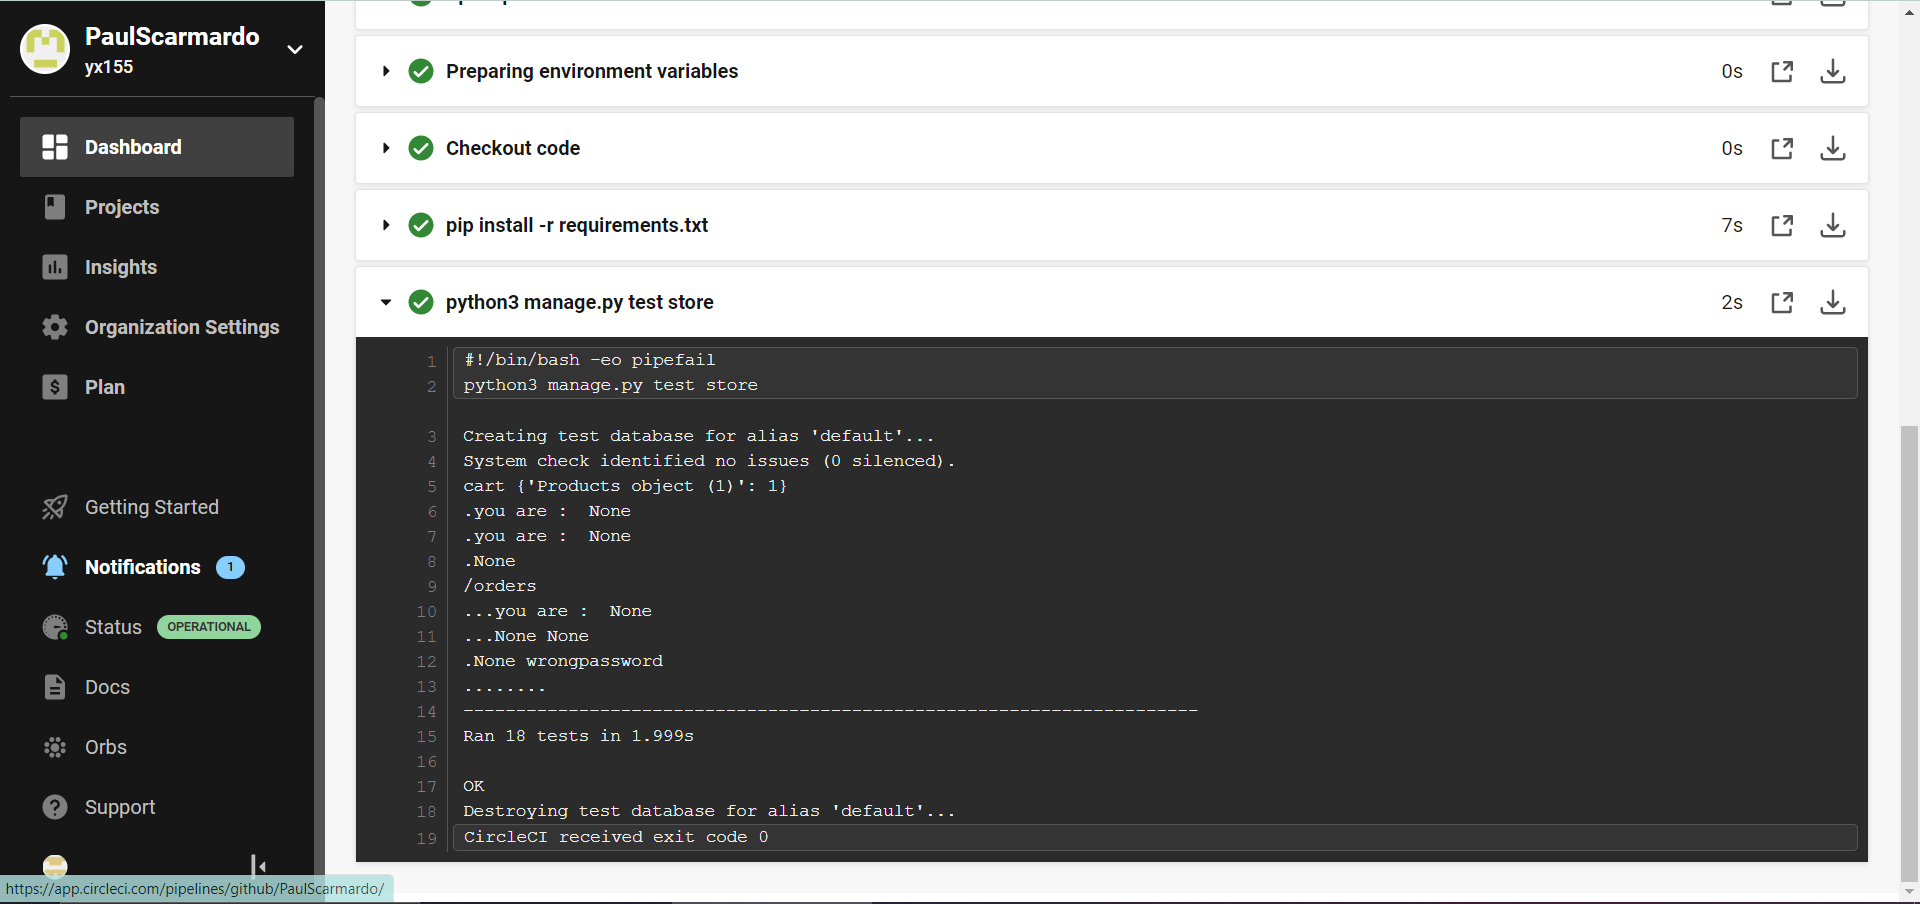 PaulScarmardo
yx155
Dashboard
Projects
Insights
Organization Settings
Plan
Getting Started
Notifications 1
Status OPERATIONAL
Docs
Orbs
Support
https://app.circleci.com/pipelines/github/PaulScarmardo/
Preparing environment variables 0s
Checkout code 0s
pip install -r requirements.txt 7s
python3 manage.py test store 2s
1 #!/bin/bash -eo pipefail
2 python3 manage.py test store
3 Creating test database for alias 'default'...
4 System check identified no issues (0 silenced).
5 cart {'Products object (1)': 1}
6 .you are :  None
7 .you are :  None
8 .None
9 /orders
10 ...you are :  None
11 ...None None
12 .None wrongpassword
13 ........
14 ----------------------------------------------------------------------
15 Ran 18 tests in 1.999s
16
17 OK
18 Destroying test database for alias 'default'...
19 CircleCI received exit code 0